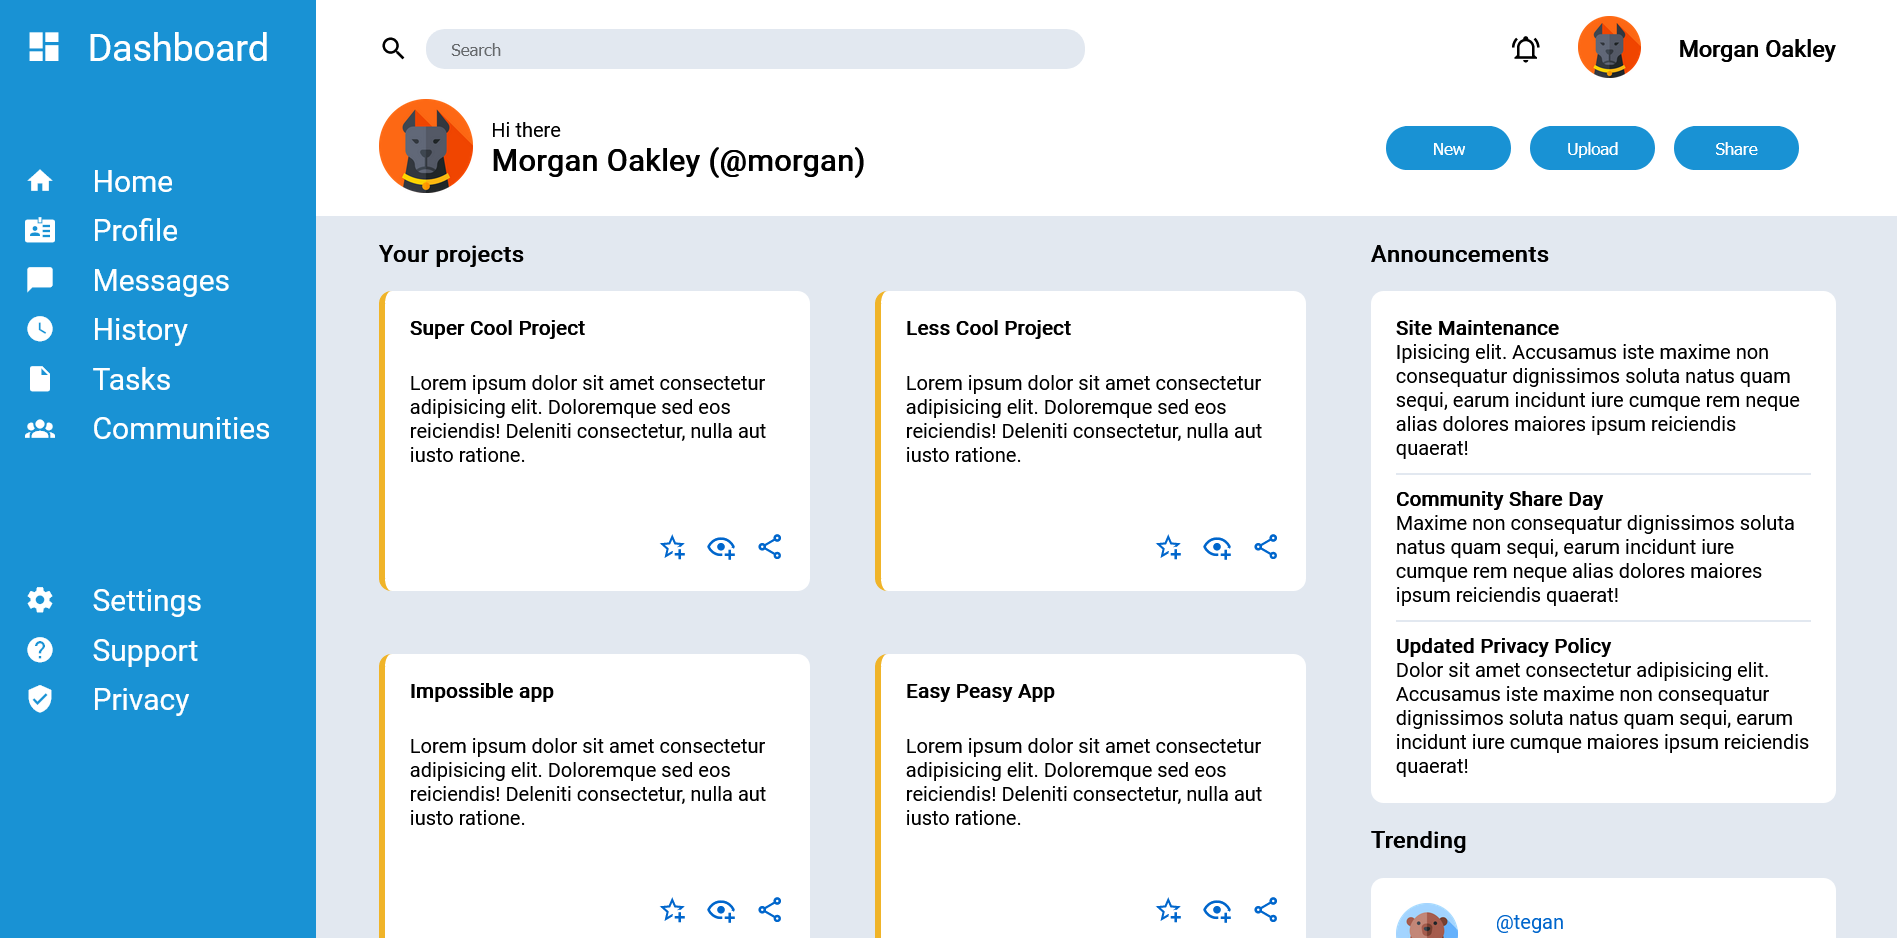 Dashboard
Home
Profile
Messages
History
Tasks
Communities
Settings
Support
Privacy
Search
Morgan Oakley
Hi there
Morgan Oakley (@morgan)
New
Upload
Share
Your projects
Super Cool Project
Lorem ipsum dolor sit amet consectetur
adipisicing elit. Doloremque sed eos
reiciendis! Deleniti consectetur, nulla aut
iusto ratione.
Less Cool Project
Lorem ipsum dolor sit amet consectetur
adipisicing elit. Doloremque sed eos
reiciendis! Deleniti consectetur, nulla aut
iusto ratione.
Impossible app
Lorem ipsum dolor sit amet consectetur
adipisicing elit. Doloremque sed eos
reiciendis! Deleniti consectetur, nulla aut
iusto ratione.
Easy Peasy App
Lorem ipsum dolor sit amet consectetur
adipisicing elit. Doloremque sed eos
reiciendis! Deleniti consectetur, nulla aut
iusto ratione.
Announcements
Site Maintenance
Ipisicing elit. Accusamus iste maxime non
consequatur dignissimos soluta natus quam
sequi, earum incidunt iure cumque rem neque
alias dolores maiores ipsum reiciendis
quaerat!
Community Share Day
Maxime non consequatur dignissimos soluta
natus quam sequi, earum incidunt iure
cumque rem neque alias dolores maiores
ipsum reiciendis quaerat!
Updated Privacy Policy
Dolor sit amet consectetur adipisicing elit.
Accusamus iste maxime non consequatur
dignissimos soluta natus quam sequi, earum
incidunt iure cumque maiores ipsum reiciendis
quaerat!
Trending
@tegan